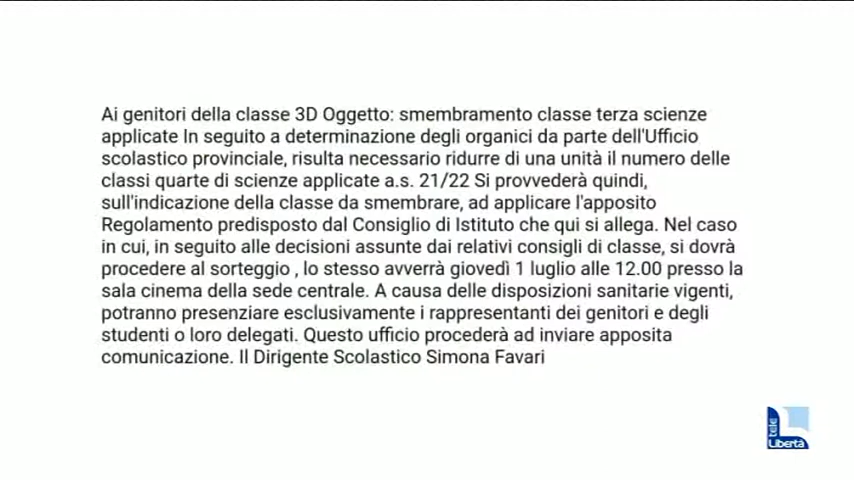 Ai genitori della classe 3D Oggetto: smembramento classe terza scienze
applicate In seguito a determinazione degli organici da parte dell'Ufficio
scolastico provinciale, risulta necessario ridurre di una unità il numero delle
classi quarte di scienze applicate a.s. 21/22 Si provvederà quindi,
sull'indicazione della classe da smembrare, ad applicare l'apposito
Regolamento predisposto dal Consiglio di Istituto che qui si allega. Nel caso
in cui, in seguito alle decisioni assunte dai relativi consigli di classe, si dovrà
procedere al sorteggio , lo stesso avverrà giovedì 1 luglio alle 12.00 presso la
sala cinema della sede centrale. A causa delle disposizioni sanitarie vigenti,
potranno presenziare esclusivamente i rappresentanti dei genitori e degli
studenti o loro delegati. Questo ufficio procederà ad inviare apposita
comunicazione. Il Dirigente Scolastico Simona Favari
tele
Libertà